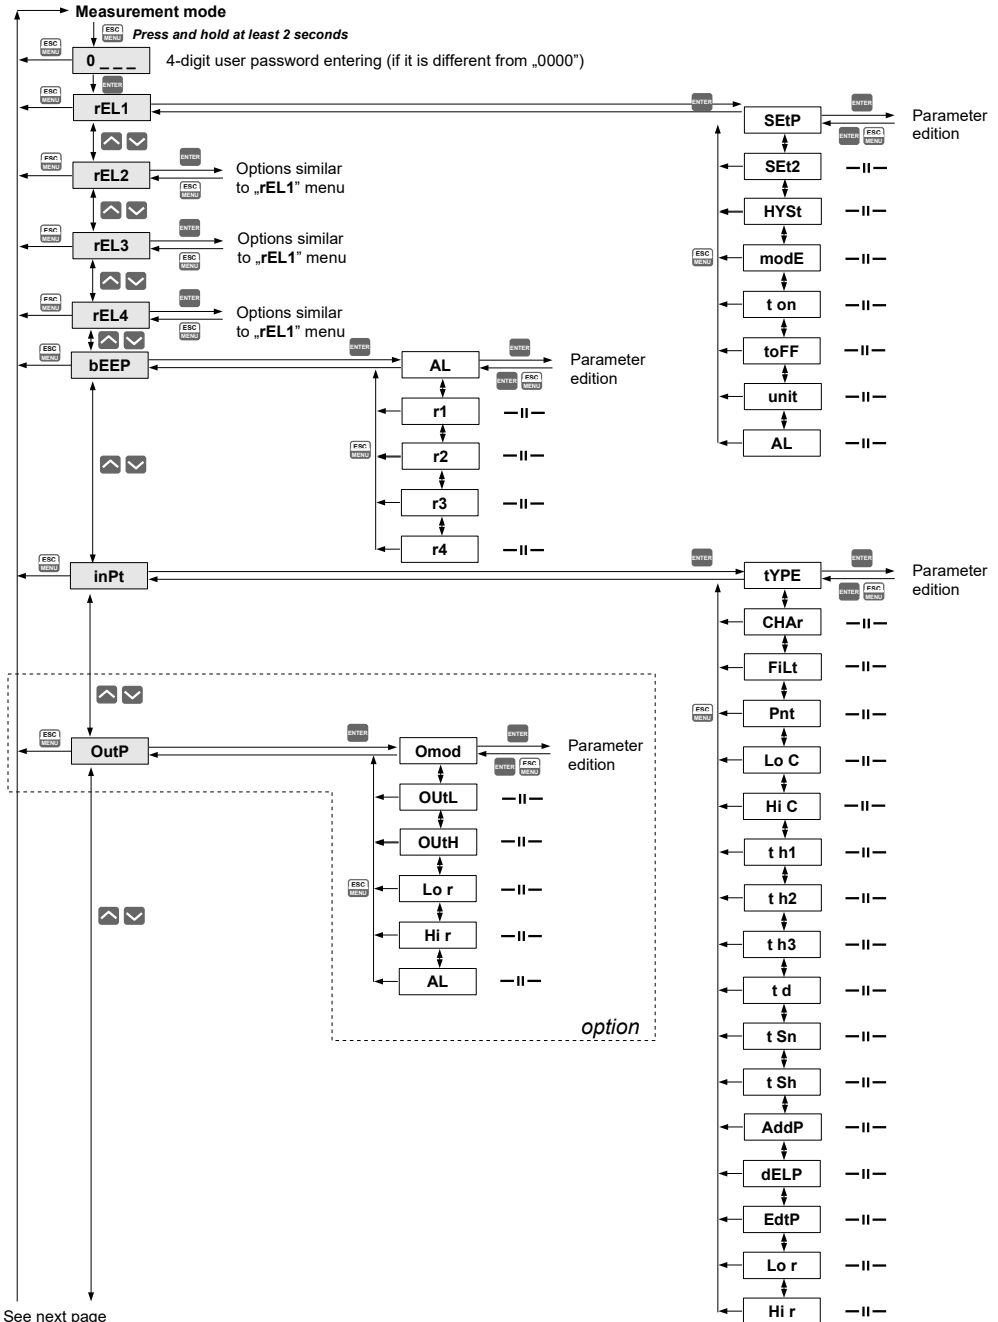 Measurement mode
ESC
MENU
Press and hold at least 2 seconds
ESC
MENU
0 _ _ _
4-digit user password entering (if it is different from „0000”)
ENTER
ESC
MENU
rEL1
ENTER
SEtP
ENTER
ENTER
ESC
MENU
Parameter
edition
ESC
MENU
rEL2
ENTER
ESC
MENU
Options similar
to „rEL1” menu
SEt2
—II—
HYSt
—II—
ESC
MENU
rEL3
ENTER
ESC
MENU
Options similar
to „rEL1” menu
ESC
MENU
modE
—II—
t on
—II—
ESC
MENU
rEL4
ENTER
ESC
MENU
Options similar
to „rEL1” menu
toFF
—II—
unit
—II—
AL
—II—
ESC
MENU
bEEP
ENTER
AL
ENTER
ENTER
ESC
MENU
Parameter
edition
r1
—II—
ESC
MENU
r2
—II—
r3
—II—
r4
—II—
ESC
MENU
inPt
ENTER
tYPE
ENTER
ENTER
ESC
MENU
Parameter
edition
CHAr
—II—
FiLt
—II—
ESC
MENU
Pnt
—II—
Lo C
—II—
Hi C
—II—
t h1
—II—
t h2
—II—
t h3
—II—
t d
—II—
t Sn
—II—
t Sh
—II—
AddP
—II—
dELP
—II—
EdtP
—II—
Lo r
—II—
Hi r
—II—
ESC
MENU
OutP
ENTER
Omod
ENTER
ENTER
ESC
MENU
Parameter
edition
OUtL
—II—
OUtH
—II—
ESC
MENU
Lo r
—II—
Hi r
—II—
AL
—II—
option
See next page